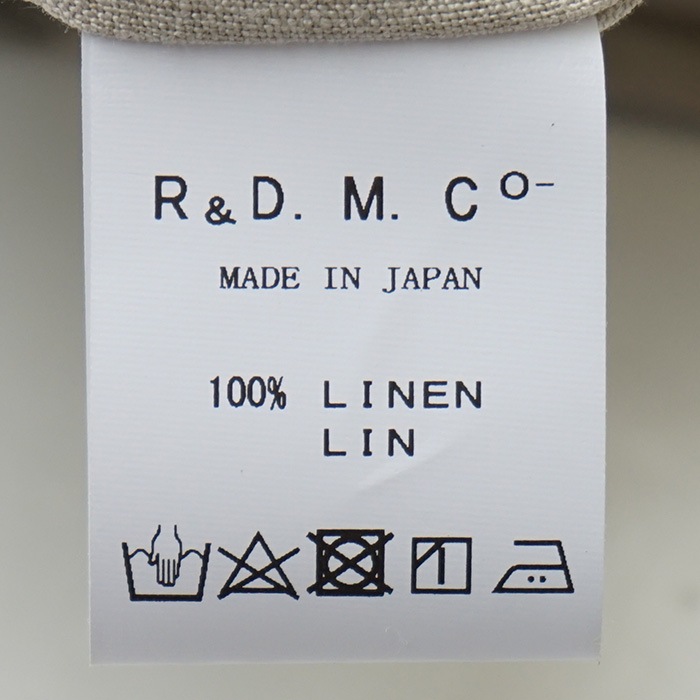 R&D. M. Co-
MADE IN JAPAN
100% LINEN
LIN